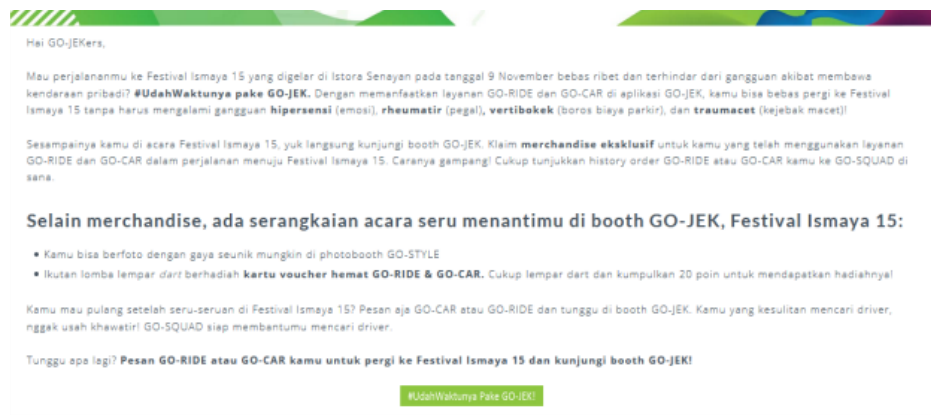 Hai GO-JEKers,
Mau perjalananmu ke Festival Ismaya 15 yang digelar di Istora Senayan pada tanggal 9 November bebas ribet dan terhindar dari gangguan akibat membawa
kendaraan pribadi? #UdahWaktunya pake GO-JEK. Dengan memanfaatkan layanan GO-RIDE dan GO-CAR di aplikasi GO-JEK, kamu bisa bebas pergi ke Festival
Ismaya 15 tanpa harus mengalami gangguan hipersensi (emosi), rheumatir (pegal), vertibokek (boros biaya parkir), dan traumacet (kejebak macet)!
Sesampainya kamu di acara Festival Ismaya 15, yuk langsung kunjungi booth GO-JEK. Klaim merchandise eksklusif untuk kamu yang telah menggunakan layanan
GO-RIDE dan GO-CAR dalam perjalanan menuju Festival Ismaya 15. Caranya gampang! Cukup tunjukkan history order GO-RIDE atau GO-CAR kamu ke GO-SQUAD di
sana.
Selain merchandise, ada serangkaian acara seru menantimu di booth GO-JEK, Festival Ismaya 15:
▪ Kamu bisa berfoto dengan gaya seunik mungkin di photobooth GO-STYLE
▪ Ikutan lomba lempar dart berhadiah kartu voucher hemat GO-RIDE & GO-CAR. Cukup lempar dart dan kumpulkan 20 poin untuk mendapatkan hadiahnya!
Kamu mau pulang setelah seru-seruan di Festival Ismaya 15? Pesan aja GO-CAR atau GO-RIDE dan tunggu di booth GO-JEK. Kamu yang kesulitan mencari driver,
nggak usah khawatir! GO-SQUAD siap membantumu mencari driver.
Tunggu apa lagi? Pesan GO-RIDE atau GO-CAR kamu untuk pergi ke Festival Ismaya 15 dan kunjungi booth GO-JEK!
#UdahWaktunya Pake GO-JEK!